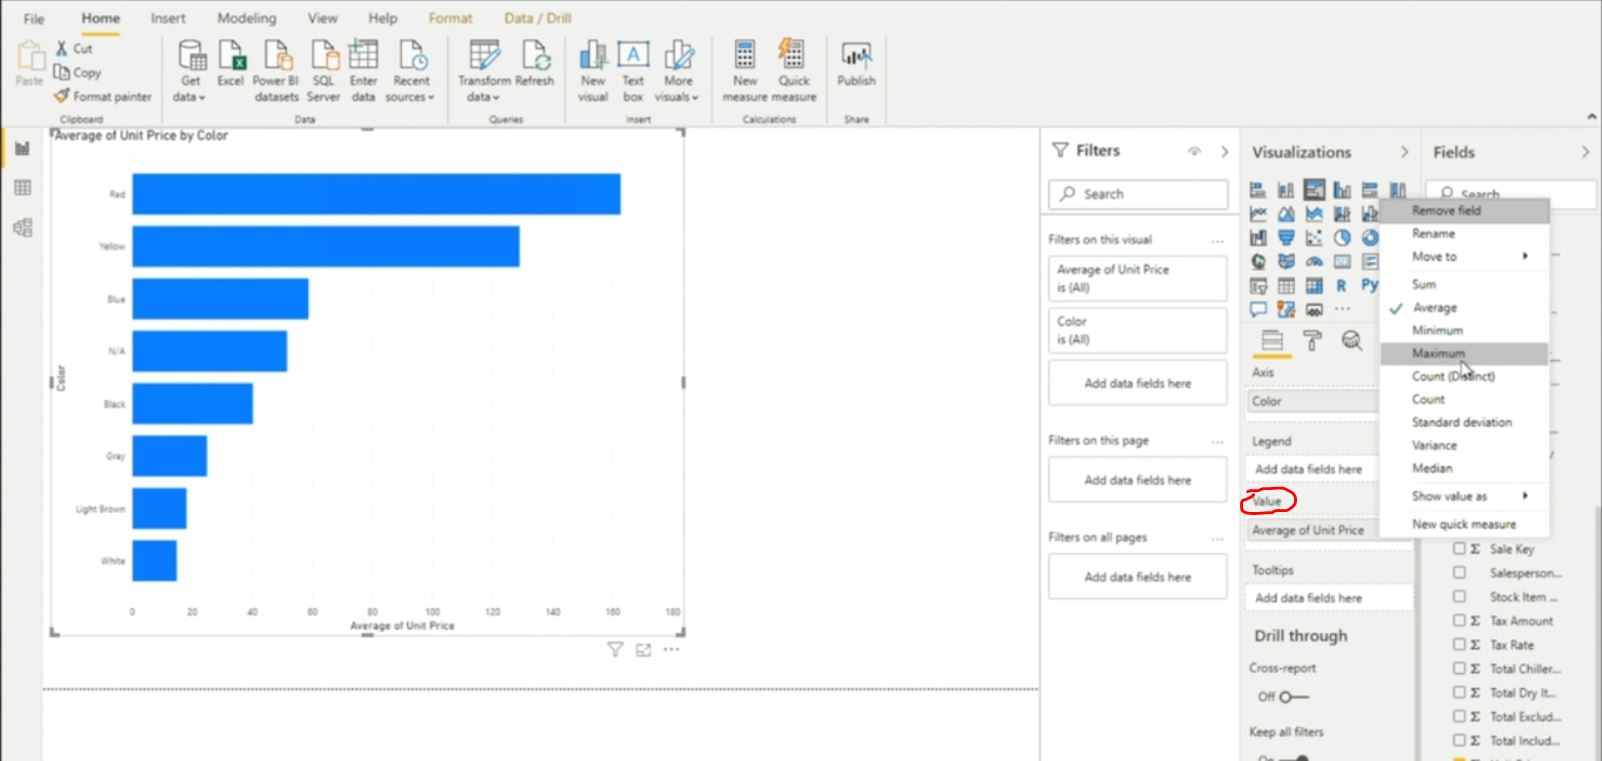 File Home Insert Modeling View Help Format Data / Drill
Paste
Cut
Copy
Format painter
Clipboard
Get data
Excel
Power BI datasets
SQL Server
Enter data
Recent sources
Data
Transform data
Refresh
Queries
New visual
Text box
More visuals
Insert
New measure
Quick measure
Calculations
Publish
Share
Average of Unit Price by Color
Color
Red
Yellow
Blue
N/A
Black
Gray
Light Brown
White
0 20 40 60 80 100 120 140 160 180
Average of Unit Price
Filters
Search
Filters on this visual ...
Average of Unit Price
is (All)
Color
is (All)
Add data fields here
Filters on this page ...
Add data fields here
Filters on all pages ...
Add data fields here
Visualizations
R Py
Axis
Color
Legend
Add data fields here
Value
Average of Unit Price
Tooltips
Add data fields here
Drill through
Cross-report
Off
Keep all filters
Fields
Search
Remove field
Rename
Move to
Sum
Average
Minimum
Maximum
Count (Distinct)
Count
Standard deviation
Variance
Median
Show value as
New quick measure
Σ Sale Key
Salesperson...
Stock Item ...
Σ Tax Amount
Σ Tax Rate
Σ Total Chiller...
Σ Total Dry It...
Σ Total Exclud...
Σ Total Includ...